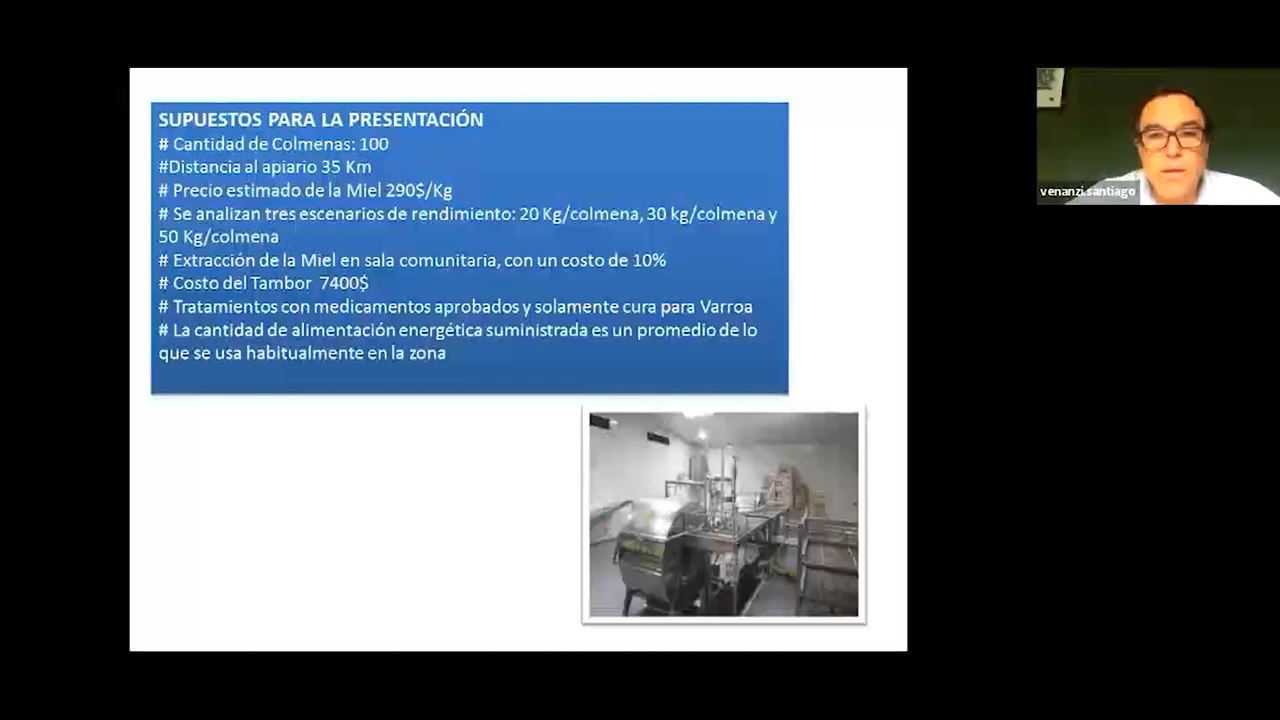 SUPUESTOS PARA LA PRESENTACIÓN
# Cantidad de Colmenas: 100
#Distancia al apiario 35 Km
# Precio estimado de la Miel 290$/Kg
# Se analizan tres escenarios de rendimiento: 20 Kg/colmena, 30 kg/colmena y
50 Kg/colmena
# Extracción de la Miel en sala comunitaria, con un costo de 10%
# Costo del Tambor 7400$
# Tratamientos con medicamentos aprobados y solamente cura para Varroa
# La cantidad de alimentación energética suministrada es un promedio de lo
que se usa habitualmente en la zona
venanzi.santiago